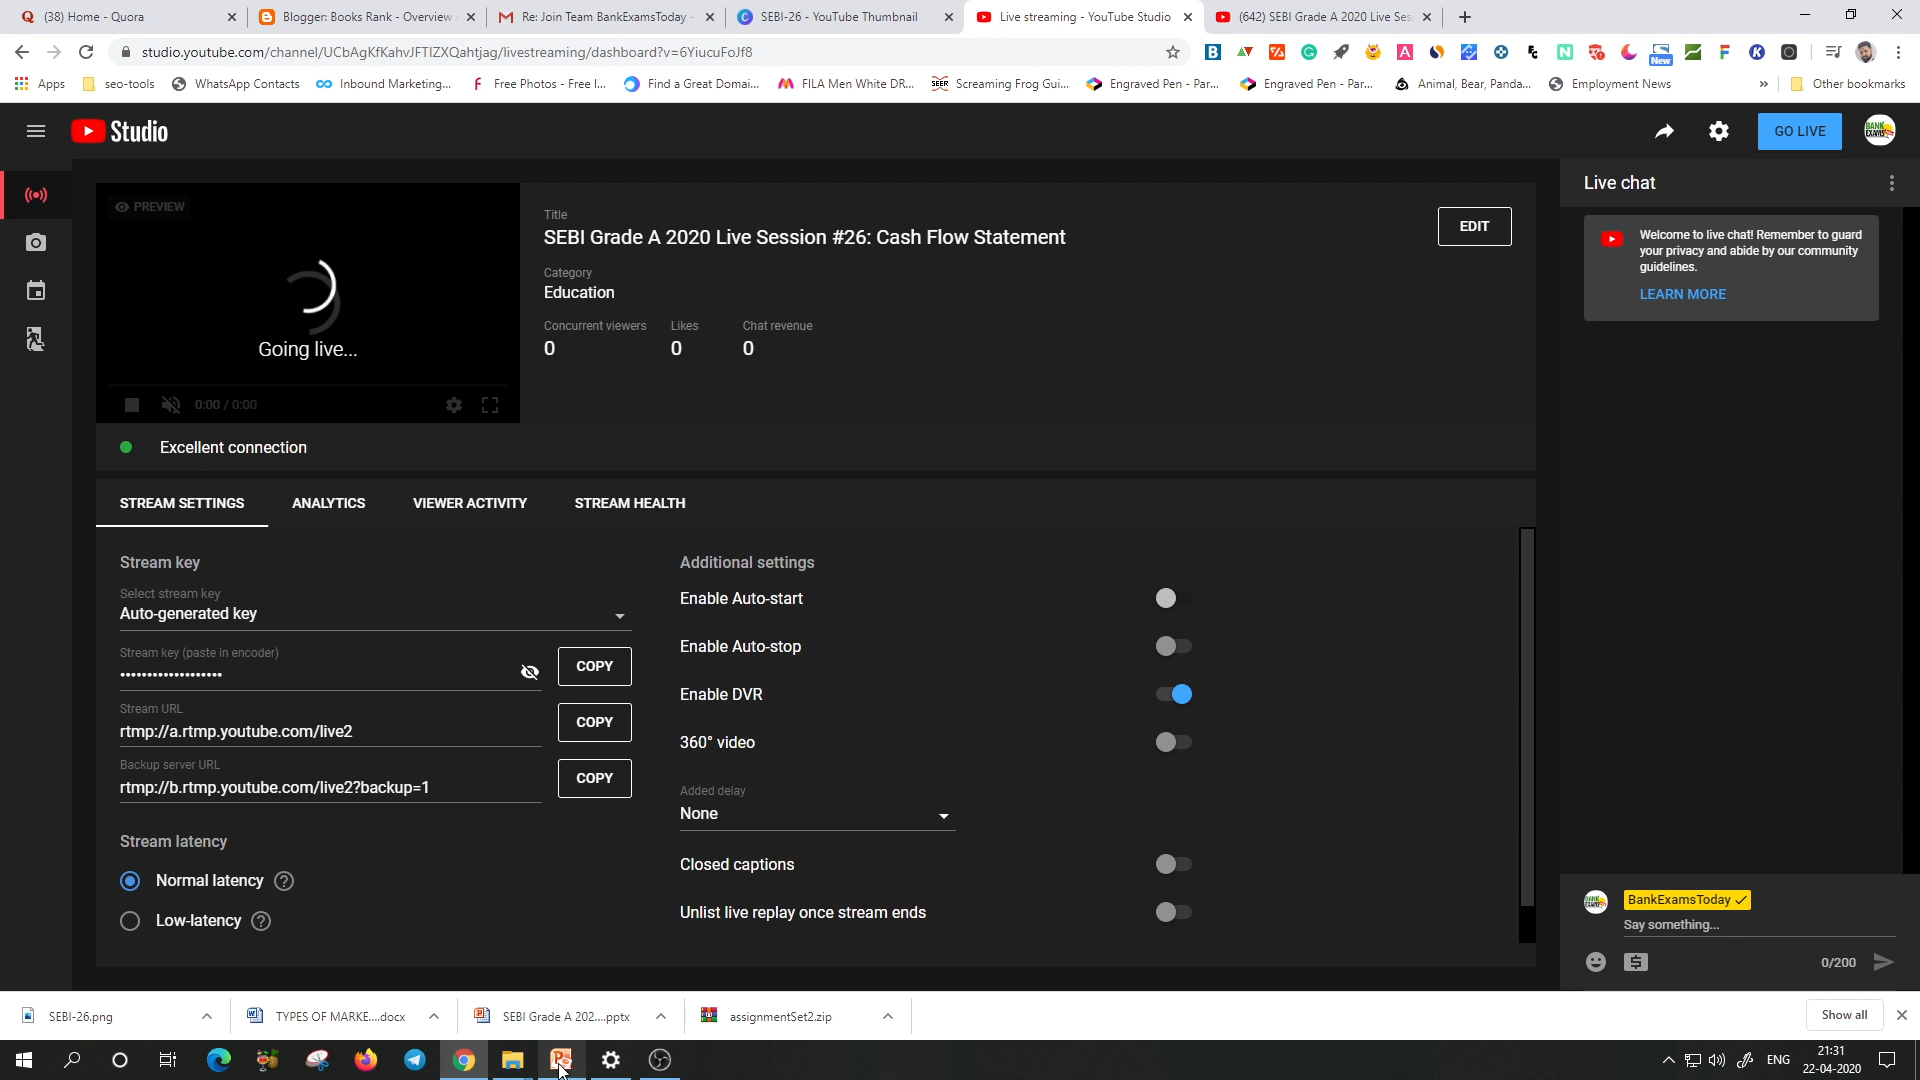 (38) Home - Quora
Blogger: Books Rank - Overview
Re: Join Team BankExamsToday -
SEBI-26 - YouTube Thumbnail
Live streaming - YouTube Studio
(642) SEBI Grade A 2020 Live Ses
studio.youtube.com/channel/UCbAgKfKahvJFTIZXQahtjag/livestreaming/dashboard?v=6YiucuFoJf8
New
Apps
seo-tools
WhatsApp Contacts
Inbound Marketing...
Free Photos - Free I...
Find a Great Domai...
FILA Men White DR...
Screaming Frog Gui...
Engraved Pen - Par...
Engraved Pen - Par...
Animal, Bear, Panda...
Employment News
»
Other bookmarks
Studio
GO LIVE
PREVIEW
Going live...
0:00 / 0:00
Title
SEBI Grade A 2020 Live Session #26: Cash Flow Statement
EDIT
Category
Education
Concurrent viewers Likes Chat revenue
0 0 0
Excellent connection
STREAM SETTINGS ANALYTICS VIEWER ACTIVITY STREAM HEALTH
Stream key
Select stream key
Auto-generated key
Stream key (paste in encoder)
•••••••••••••••••••
COPY
Stream URL
rtmp://a.rtmp.youtube.com/live2
COPY
Backup server URL
rtmp://b.rtmp.youtube.com/live2?backup=1
COPY
Stream latency
Normal latency ?
Low-latency ?
Additional settings
Enable Auto-start
Enable Auto-stop
Enable DVR
360° video
Added delay
None
Closed captions
Unlist live replay once stream ends
Live chat
Welcome to live chat! Remember to guard
your privacy and abide by our community
guidelines.
LEARN MORE
BankExamsToday
Say something...
0/200
SEBI-26.png
TYPES OF MARKE....docx
SEBI Grade A 202....pptx
assignmentSet2.zip
Show all
ENG
21:31
22-04-2020